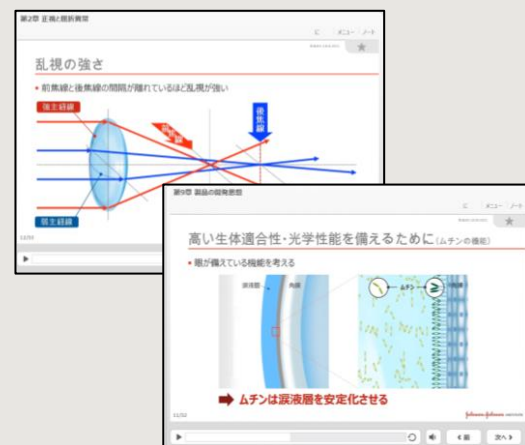 第2章 正視と屈折異常
メニュー ノート
乱視の強さ
• 前焦線と後焦線の間隔が離れているほど乱視が強い
強主経線
後焦線
弱主経線
第9章 製品の開発思想
メニュー ノート
高い生体適合性・光学性能を備えるために(ムチンの機能)
• 眼が備えている機能を考える
涙液層
角膜
ムチン
➡ ムチンは涙液層を安定化させる
Johnson & Johnson
< 前
次へ >